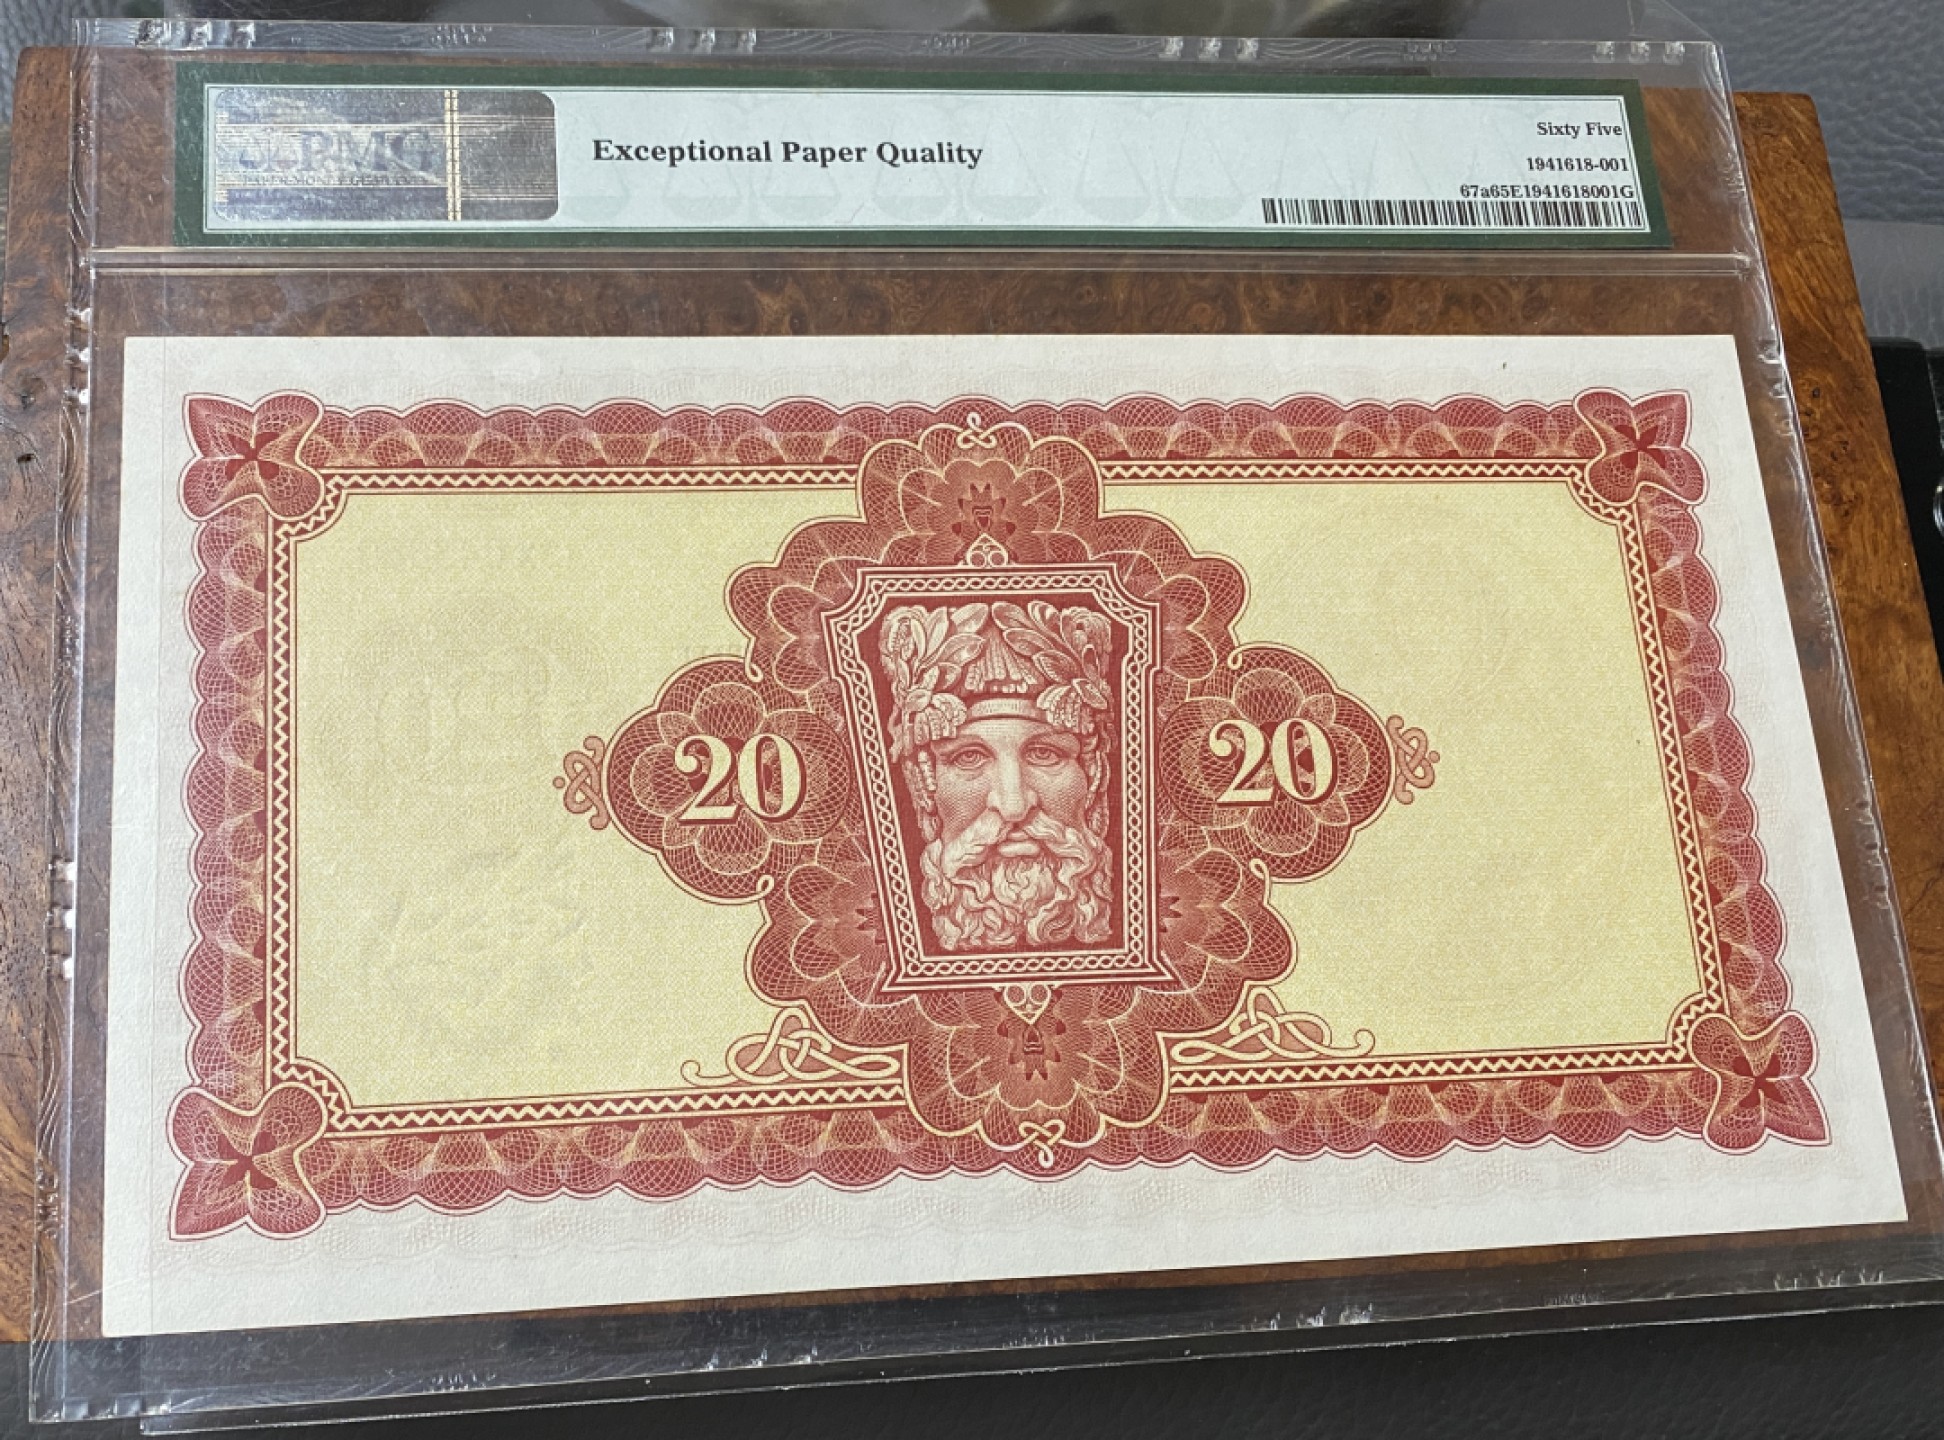 PMG
Exceptional Paper Quality
Sixty Five
1941618-001
67a65E1941618001G
20
20